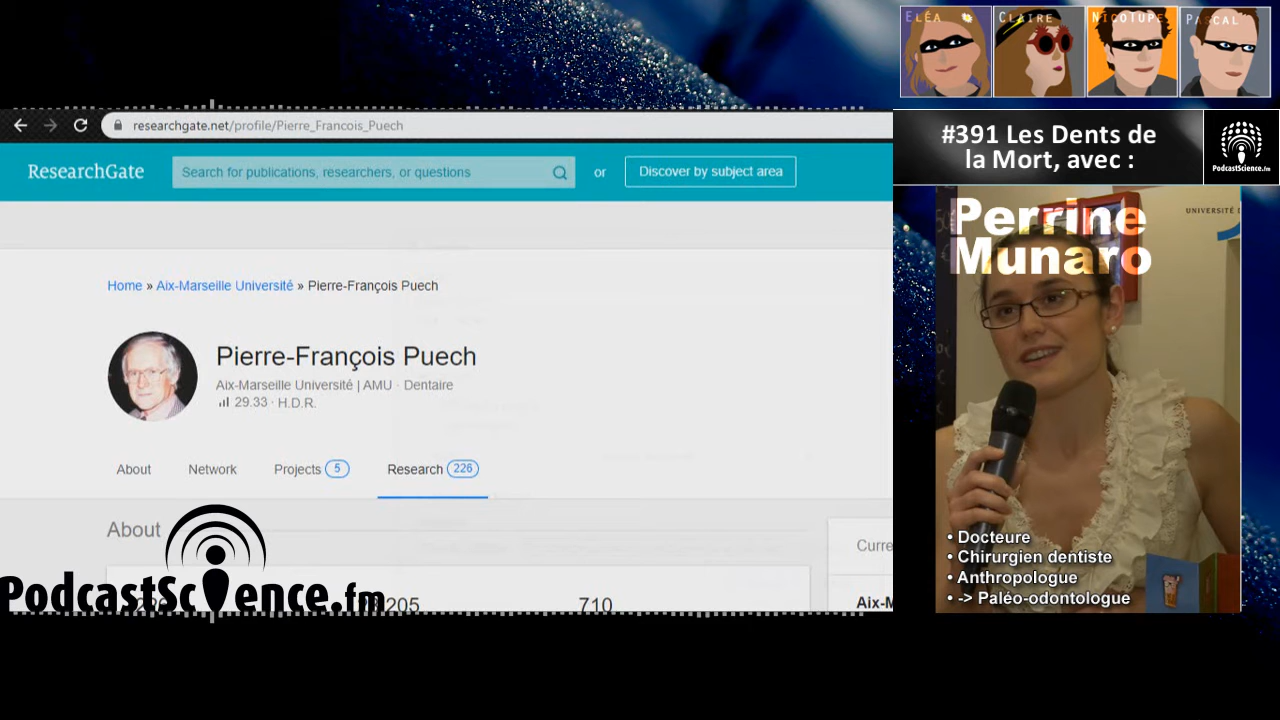 ELÉA
CLAIRE
NICOTUPE
PASCAL
researchgate.net/profile/Pierre_Francois_Puech
ResearchGate
Search for publications, researchers, or questions
or
Discover by subject area
#391 Les Dents de
la Mort, avec :
PodcastScience.fm
Home » Aix-Marseille Université » Pierre-François Puech
Pierre-François Puech
Aix-Marseille Université | AMU · Dentaire
29.33 · H.D.R.
About
Network
Projects 5
Research 226
About
Curre
205
710
Aix-M
PodcastScience.fm
UNIVERSITÉ
Perrine
Munaro
• Docteure
• Chirurgien dentiste
• Anthropologue
• -> Paléo-odontologue